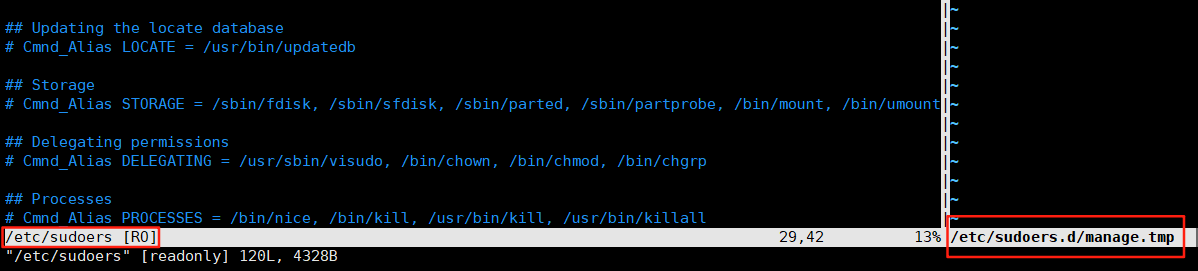 ## Updating the locate database
# Cmnd_Alias LOCATE = /usr/bin/updatedb
## Storage
# Cmnd_Alias STORAGE = /sbin/fdisk, /sbin/sfdisk, /sbin/parted, /sbin/partprobe, /bin/mount, /bin/umount
## Delegating permissions
# Cmnd_Alias DELEGATING = /usr/sbin/visudo, /bin/chown, /bin/chmod, /bin/chgrp
## Processes
# Cmnd_Alias PROCESSES = /bin/nice, /bin/kill, /usr/bin/kill, /usr/bin/killall
~
~
~
~
~
~
~
~
~
~
~
~
/etc/sudoers [RO] 29,42 13% /etc/sudoers.d/manage.tmp
"/etc/sudoers" [readonly] 120L, 4328B